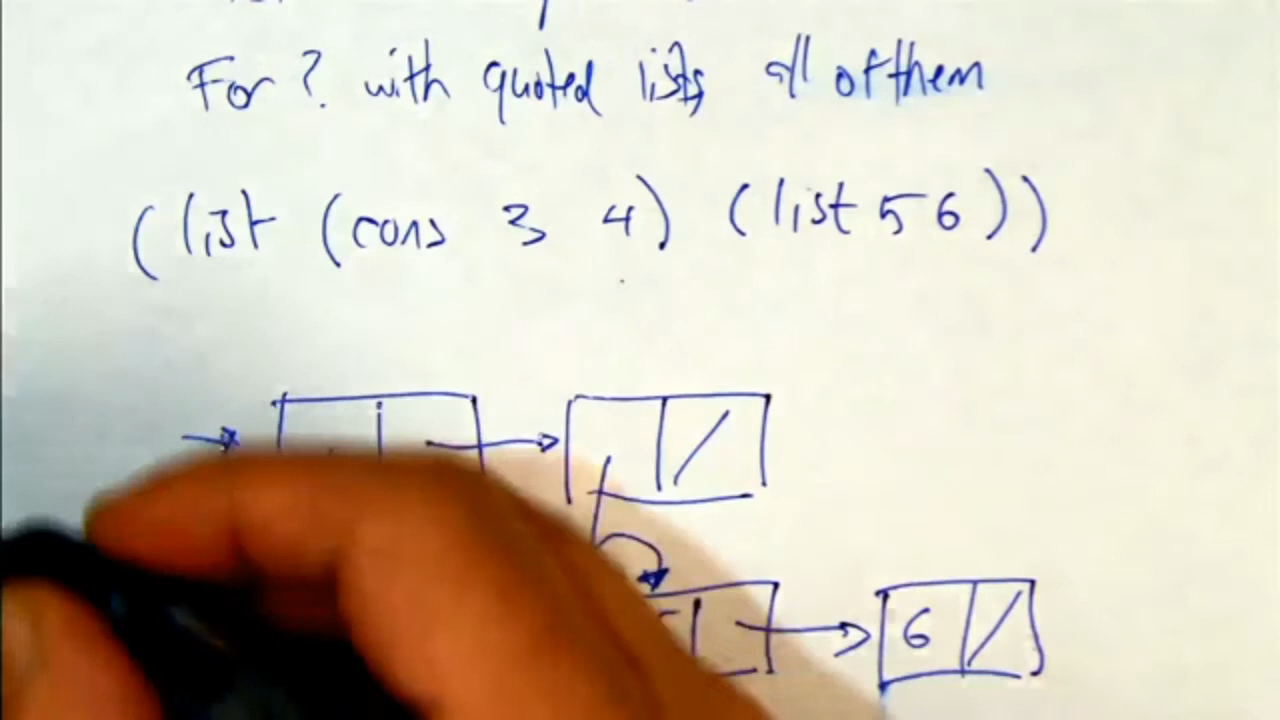 For ? with quoted lists, all of them
(list (cons 3 4) (list 5 6))
6